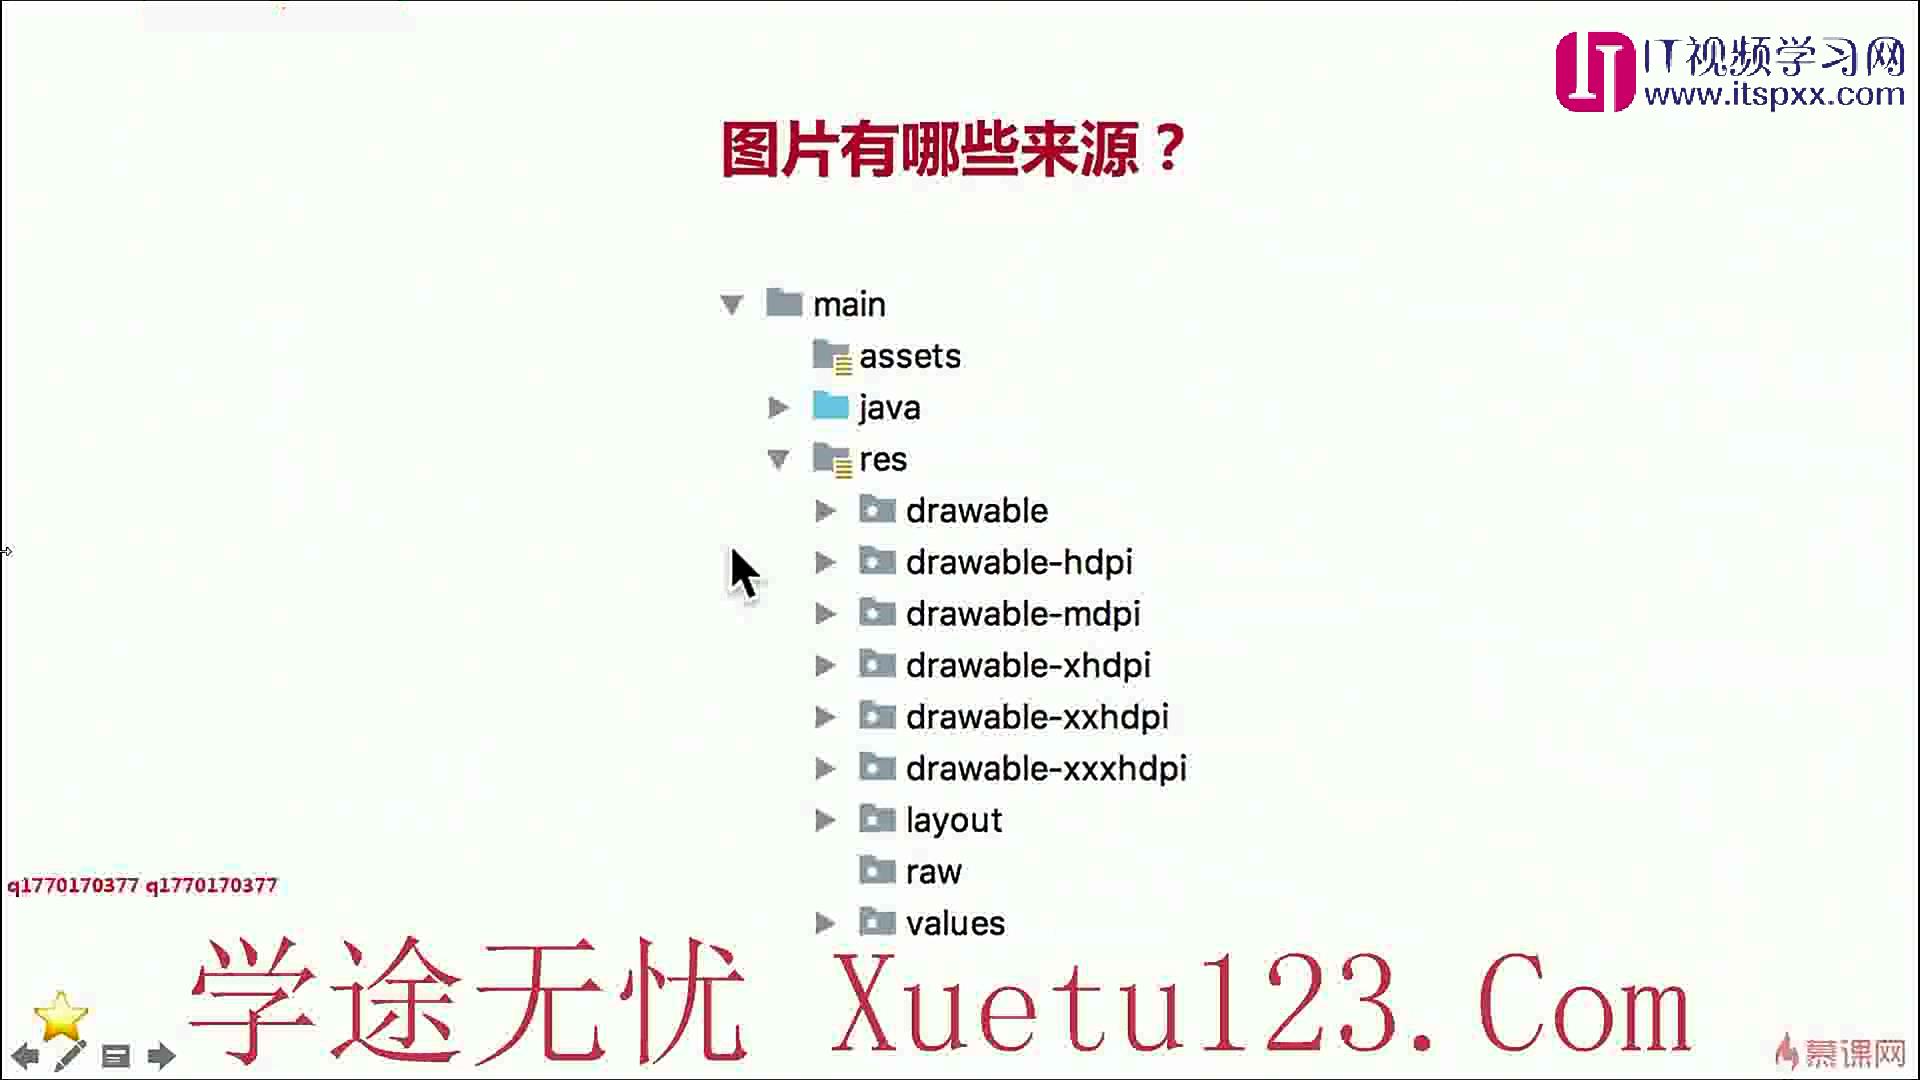 IT视频学习网
www.itspxx.com
图片有哪些来源？
main
assets
java
res
drawable
drawable-hdpi
drawable-mdpi
drawable-xhdpi
drawable-xxhdpi
drawable-xxxhdpi
layout
raw
values
q1770170377 q1770170377
学途无忧 Xuetu123.Com
慕课网